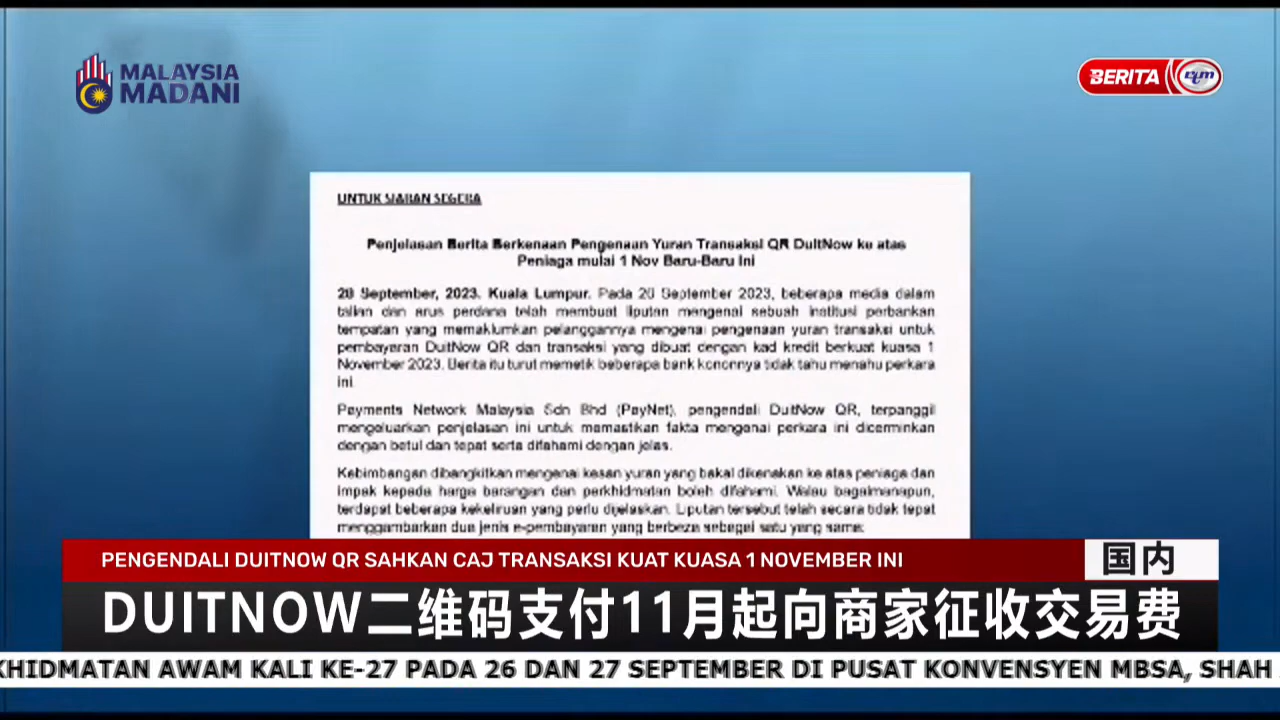 MALAYSIA
MADANI
BERITA rtm
UNTUK SIARAN SEGERA
Penjelasan Berita Berkenaan Pengenaan Yuran Transaksi QR DuitNow ke atas
Peniaga mulai 1 Nov Baru-Baru Ini
20 September, 2023. Kuala Lumpur. Pada 20 September 2023, beberapa media dalam
talian dan arus perdana telah membuat liputan mengenai sebuah institusi perbankan
tempatan yang memaklumkan pelanggannya mengenai pengenaan yuran transaksi untuk
pembayaran DuitNow QR dan transaksi yang dibuat dengan kad kredit berkuat kuasa 1
November 2023. Berita itu turut memetik beberapa bank kononnya tidak tahu menahu perkara
ini.
Payments Network Malaysia Sdn Bhd (PayNet), pengendali DuitNow QR, terpanggil
mengeluarkan penjelasan ini untuk memastikan fakta mengenai perkara ini dicerminkan
dengan betul dan tepat serta difahami dengan jelas.
Kebimbangan dibangkitkan mengenai kesan yuran yang bakal dikenakan ke atas peniaga dan
impak kepada harga barangan dan perkhidmatan boleh difahami. Walau bagaimanapun,
terdapat beberapa kekeliruan yang perlu dijelaskan. Liputan tersebut telah secara tidak tepat
menggambarkan dua jenis e-pembayaran yang berbeza sebagai satu yang sama:
PENGENDALI DUITNOW QR SAHKAN CAJ TRANSAKSI KUAT KUASA 1 NOVEMBER INI
国内
DUITNOW二维码支付11月起向商家征收交易费
KHIDMATAN AWAM KALI KE-27 PADA 26 DAN 27 SEPTEMBER DI PUSAT KONVENSYEN MBSA, SHAH